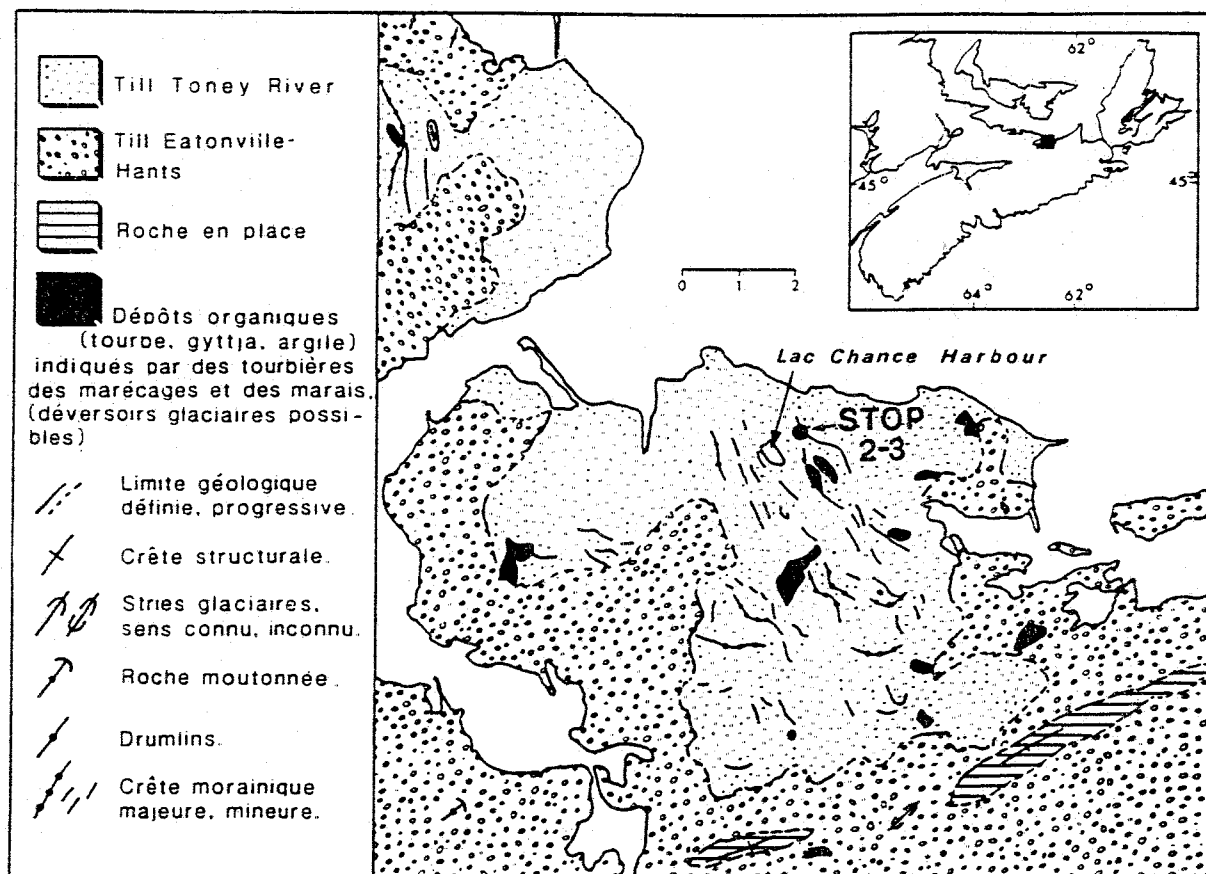 Till Toney River
Till Eatonville-
Hants
Roche en place
Dépôts organiques
(tourbe, gyttja, argile)
indiqués par des tourbières
des marécages et des marais.
(déversoirs glaciaires possi-
bles)
Limite géologique
définie, progressive.
Crête structurale.
Stries glaciaires,
sens connu, inconnu.
Roche moutonnée.
Drumlins.
Crête morainique
majeure, mineure.
0 1 2
Lac Chance Harbour
STOP
2-3
62°
45° 45°
64° 62°